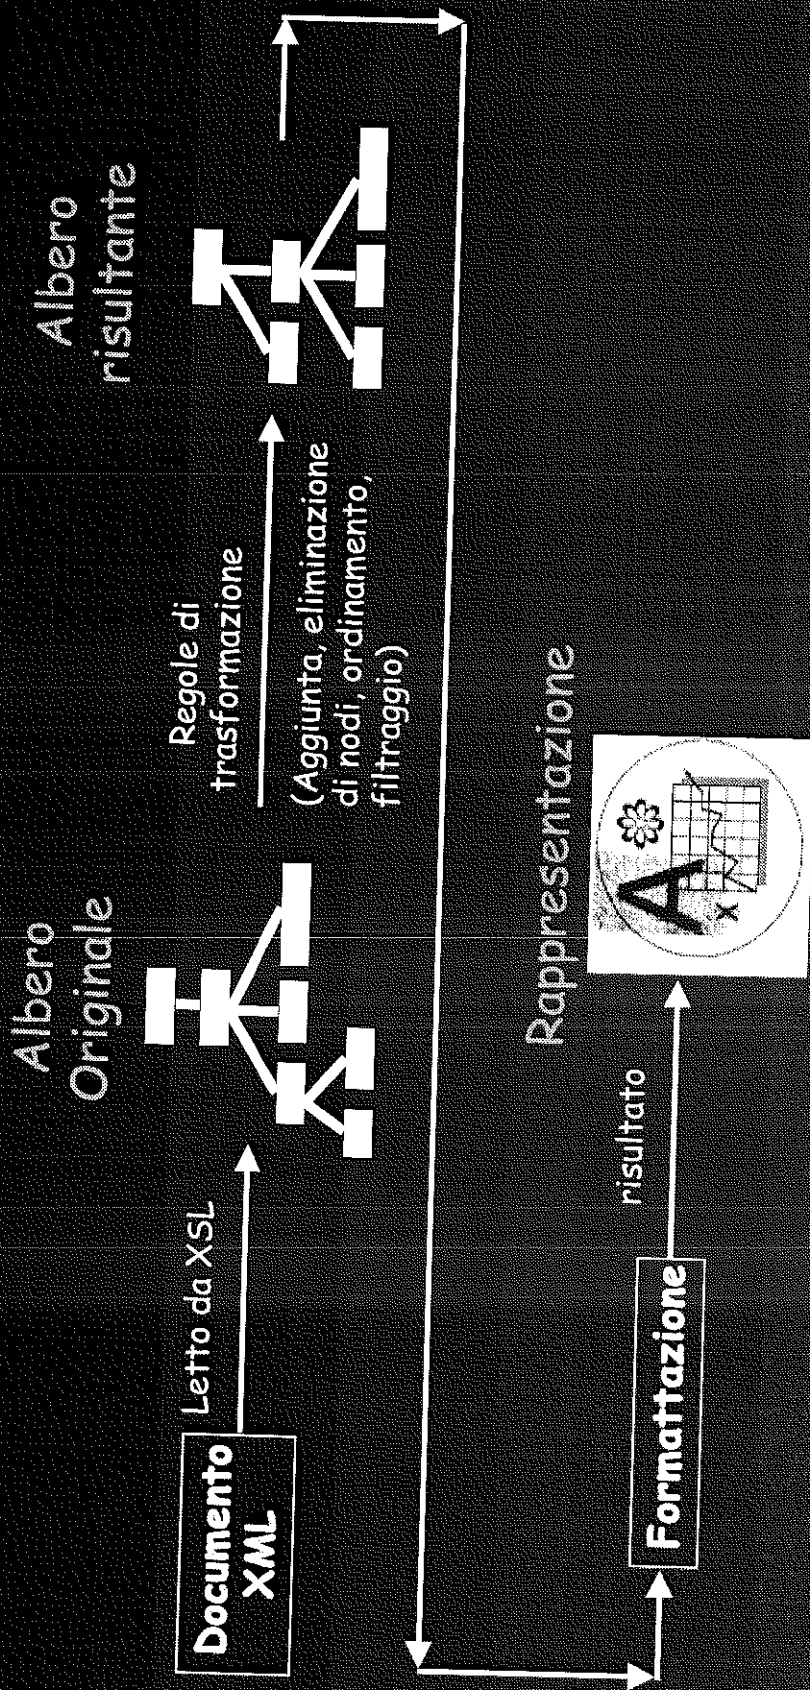 Albero
Originale
Albero
risultante
Documento
XML
Letto da XSL
Regole di
trasformazione
(Aggiunta, eliminazione
di nodi, ordinamento,
filtraggio)
Formattazione
risultato
Rappresentazione
A
x